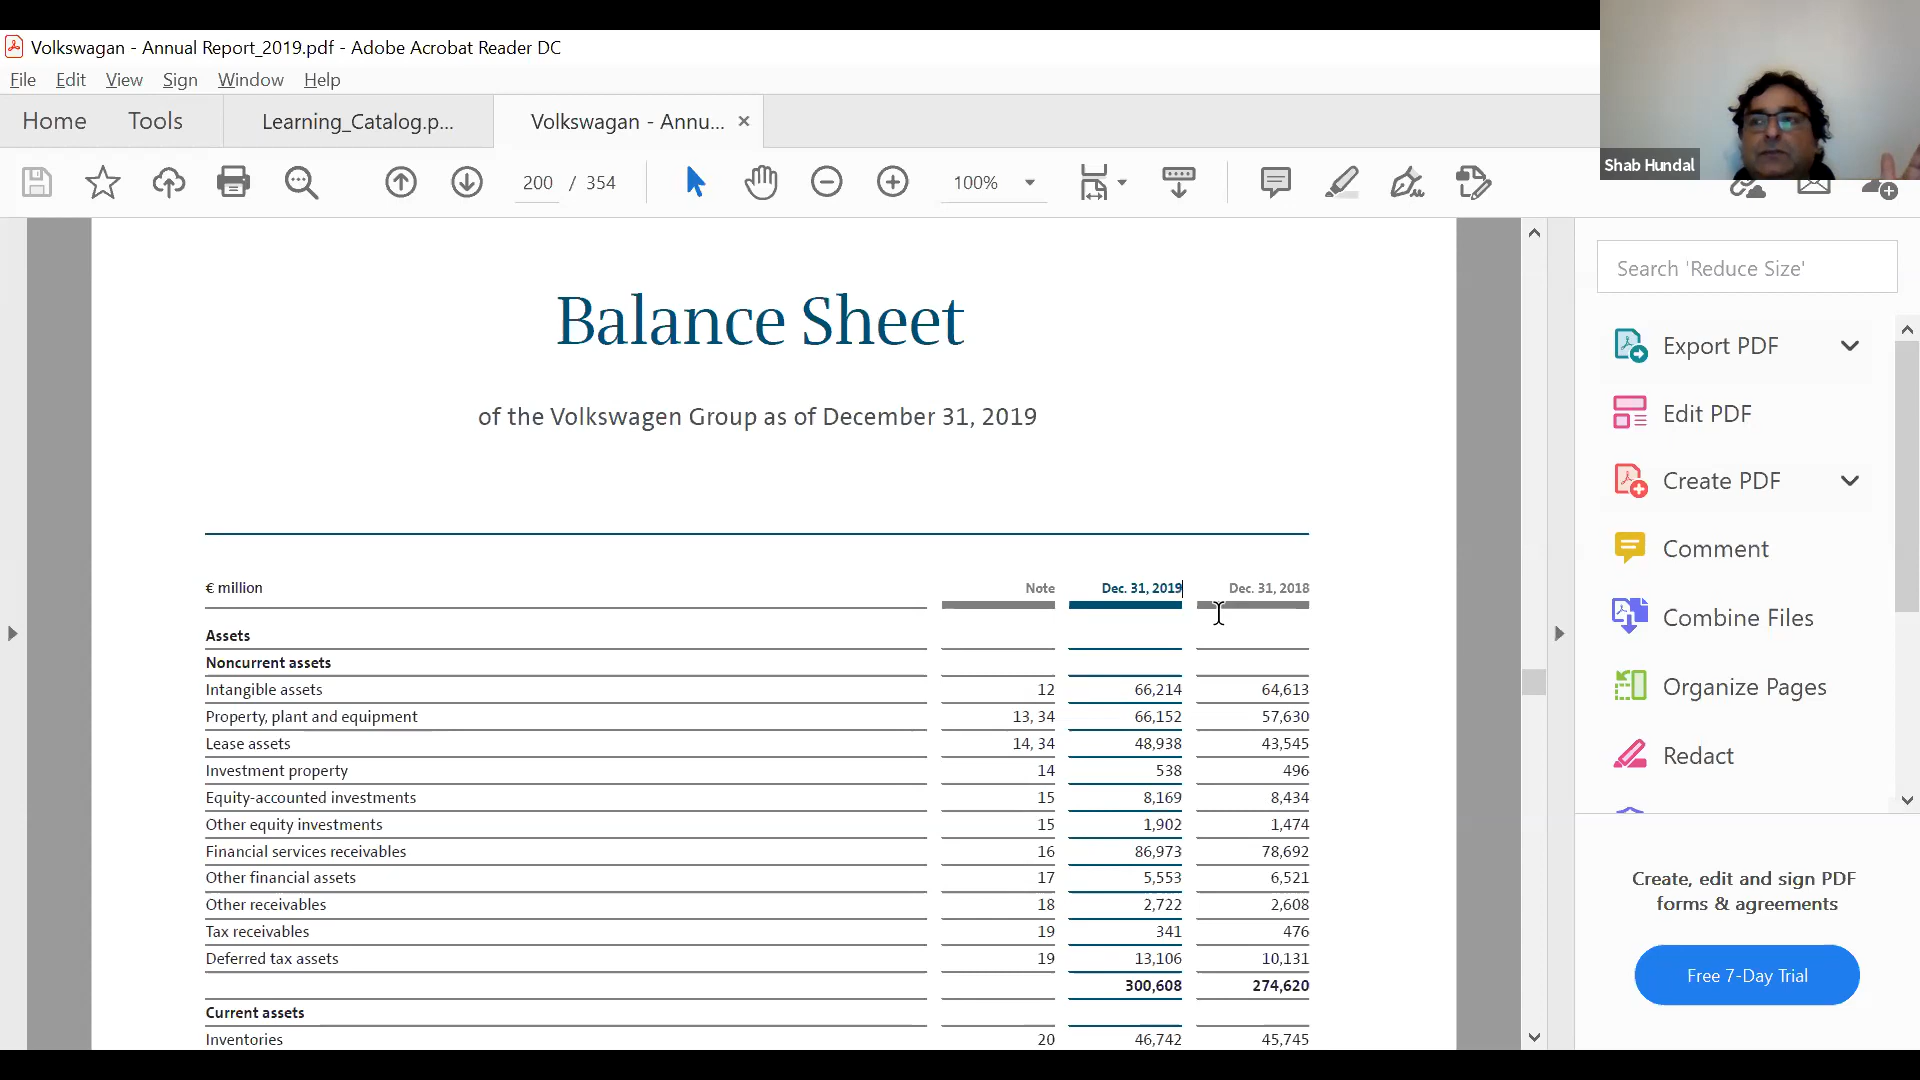 Volkswagan - Annual Report_2019.pdf - Adobe Acrobat Reader DC
File Edit View Sign Window Help
Home Tools Learning_Catalog.p... Volkswagan - Annu... ×
200 / 354 100%
Shab Hundal
Balance Sheet
of the Volkswagen Group as of December 31, 2019
€ million Note Dec. 31, 2019 Dec. 31, 2018
Assets
Noncurrent assets
Intangible assets 12 66,214 64,613
Property, plant and equipment 13, 34 66,152 57,630
Lease assets 14, 34 48,938 43,545
Investment property 14 538 496
Equity-accounted investments 15 8,169 8,434
Other equity investments 15 1,902 1,474
Financial services receivables 16 86,973 78,692
Other financial assets 17 5,553 6,521
Other receivables 18 2,722 2,608
Tax receivables 19 341 476
Deferred tax assets 19 13,106 10,131
300,608 274,620
Current assets
Inventories 20 46,742 45,745
Search 'Reduce Size'
Export PDF
Edit PDF
Create PDF
Comment
Combine Files
Organize Pages
Redact
Create, edit and sign PDF
forms & agreements
Free 7-Day Trial